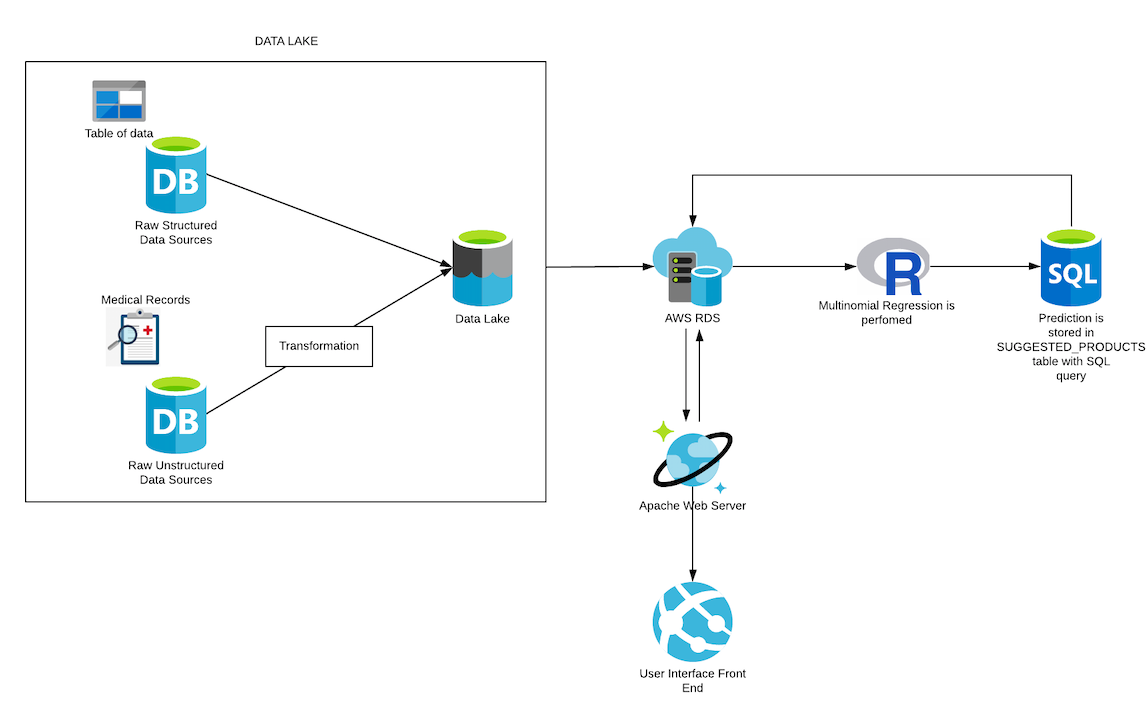 DATA LAKE
Table of data
DB
Raw Structured
Data Sources
Medical Records
Transformation
DB
Raw Unstructured
Data Sources
Data Lake
AWS RDS
R
Multinomial Regression is
perfomed
SQL
Prediction is
stored in
SUGGESTED_PRODUCTS
table with SQL
query
Apache Web Server
User Interface Front
End